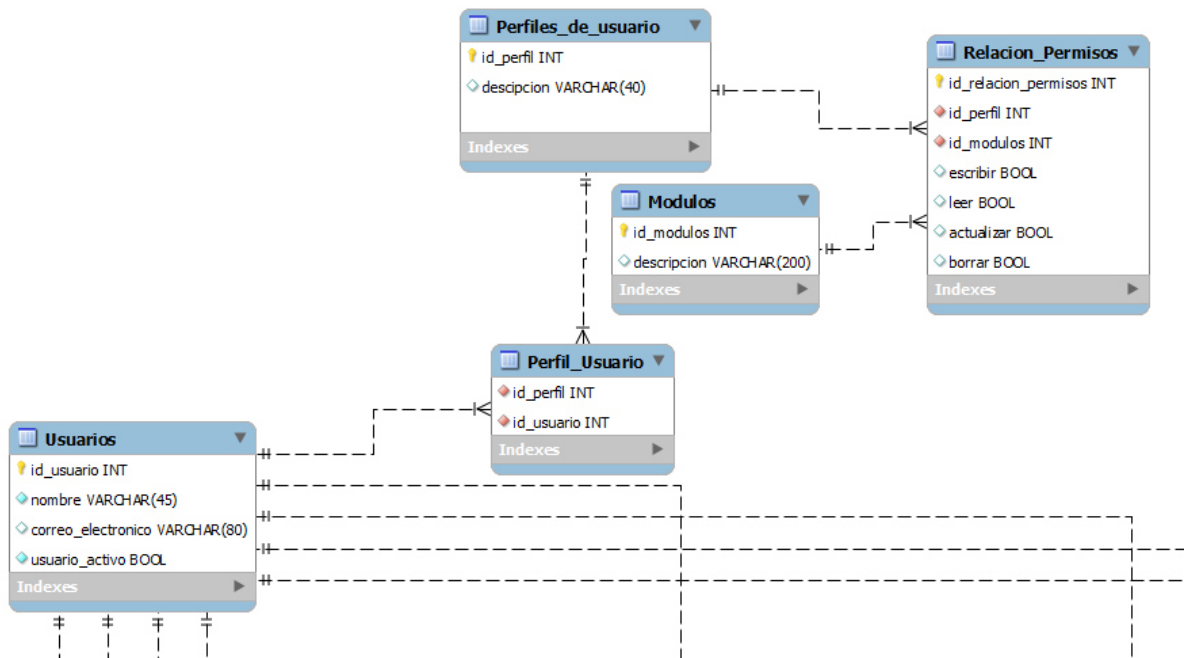 Perfiles_de_usuario
id_perfil INT
descipcion VARCHAR(40)
Indexes
Relacion_Permisos
id_relacion_permisos INT
id_perfil INT
id_modulos INT
escribir BOOL
leer BOOL
actualizar BOOL
borrar BOOL
Indexes
Modulos
id_modulos INT
descripcion VARCHAR(200)
Indexes
Perfil_Usuario
id_perfil INT
id_usuario INT
Indexes
Usuarios
id_usuario INT
nombre VARCHAR(45)
correo_electronico VARCHAR(80)
usuario_activo BOOL
Indexes